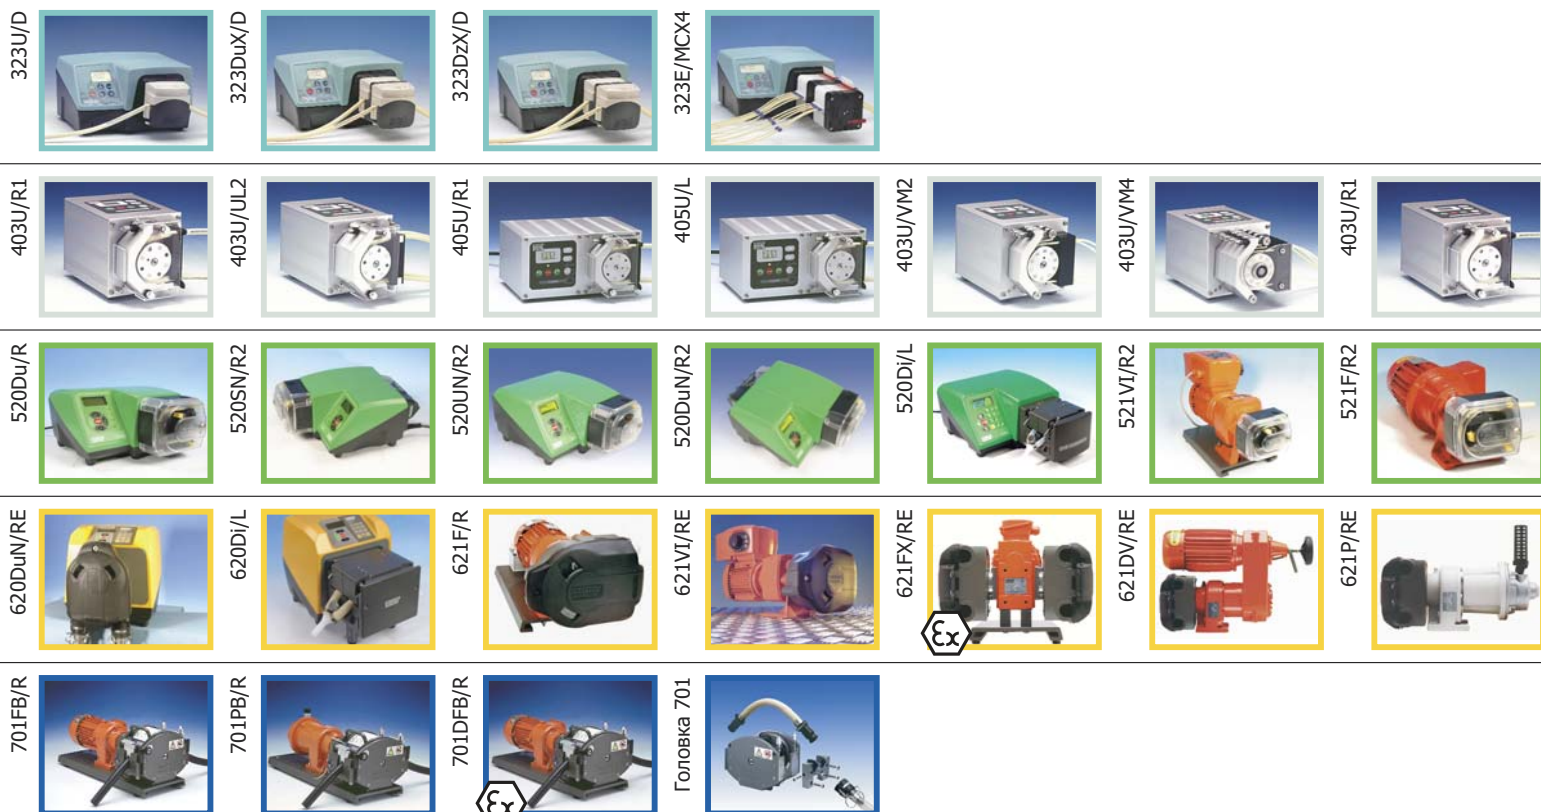 323U/D
323DuX/D
323DzX/D
323E/MCX4
403U/R1
403U/UL2
405U/R1
405U/L
403U/VM2
403U/VM4
403U/R1
520Du/R
520SN/R2
520UN/R2
520DuN/R2
520Di/L
521VI/R2
521F/R2
620DuN/RE
620Di/L
621F/R
621VI/RE
621FX/RE
Ex
621DV/RE
621P/RE
701FB/R
701PB/R
701DFB/R
Ex
Головка 701